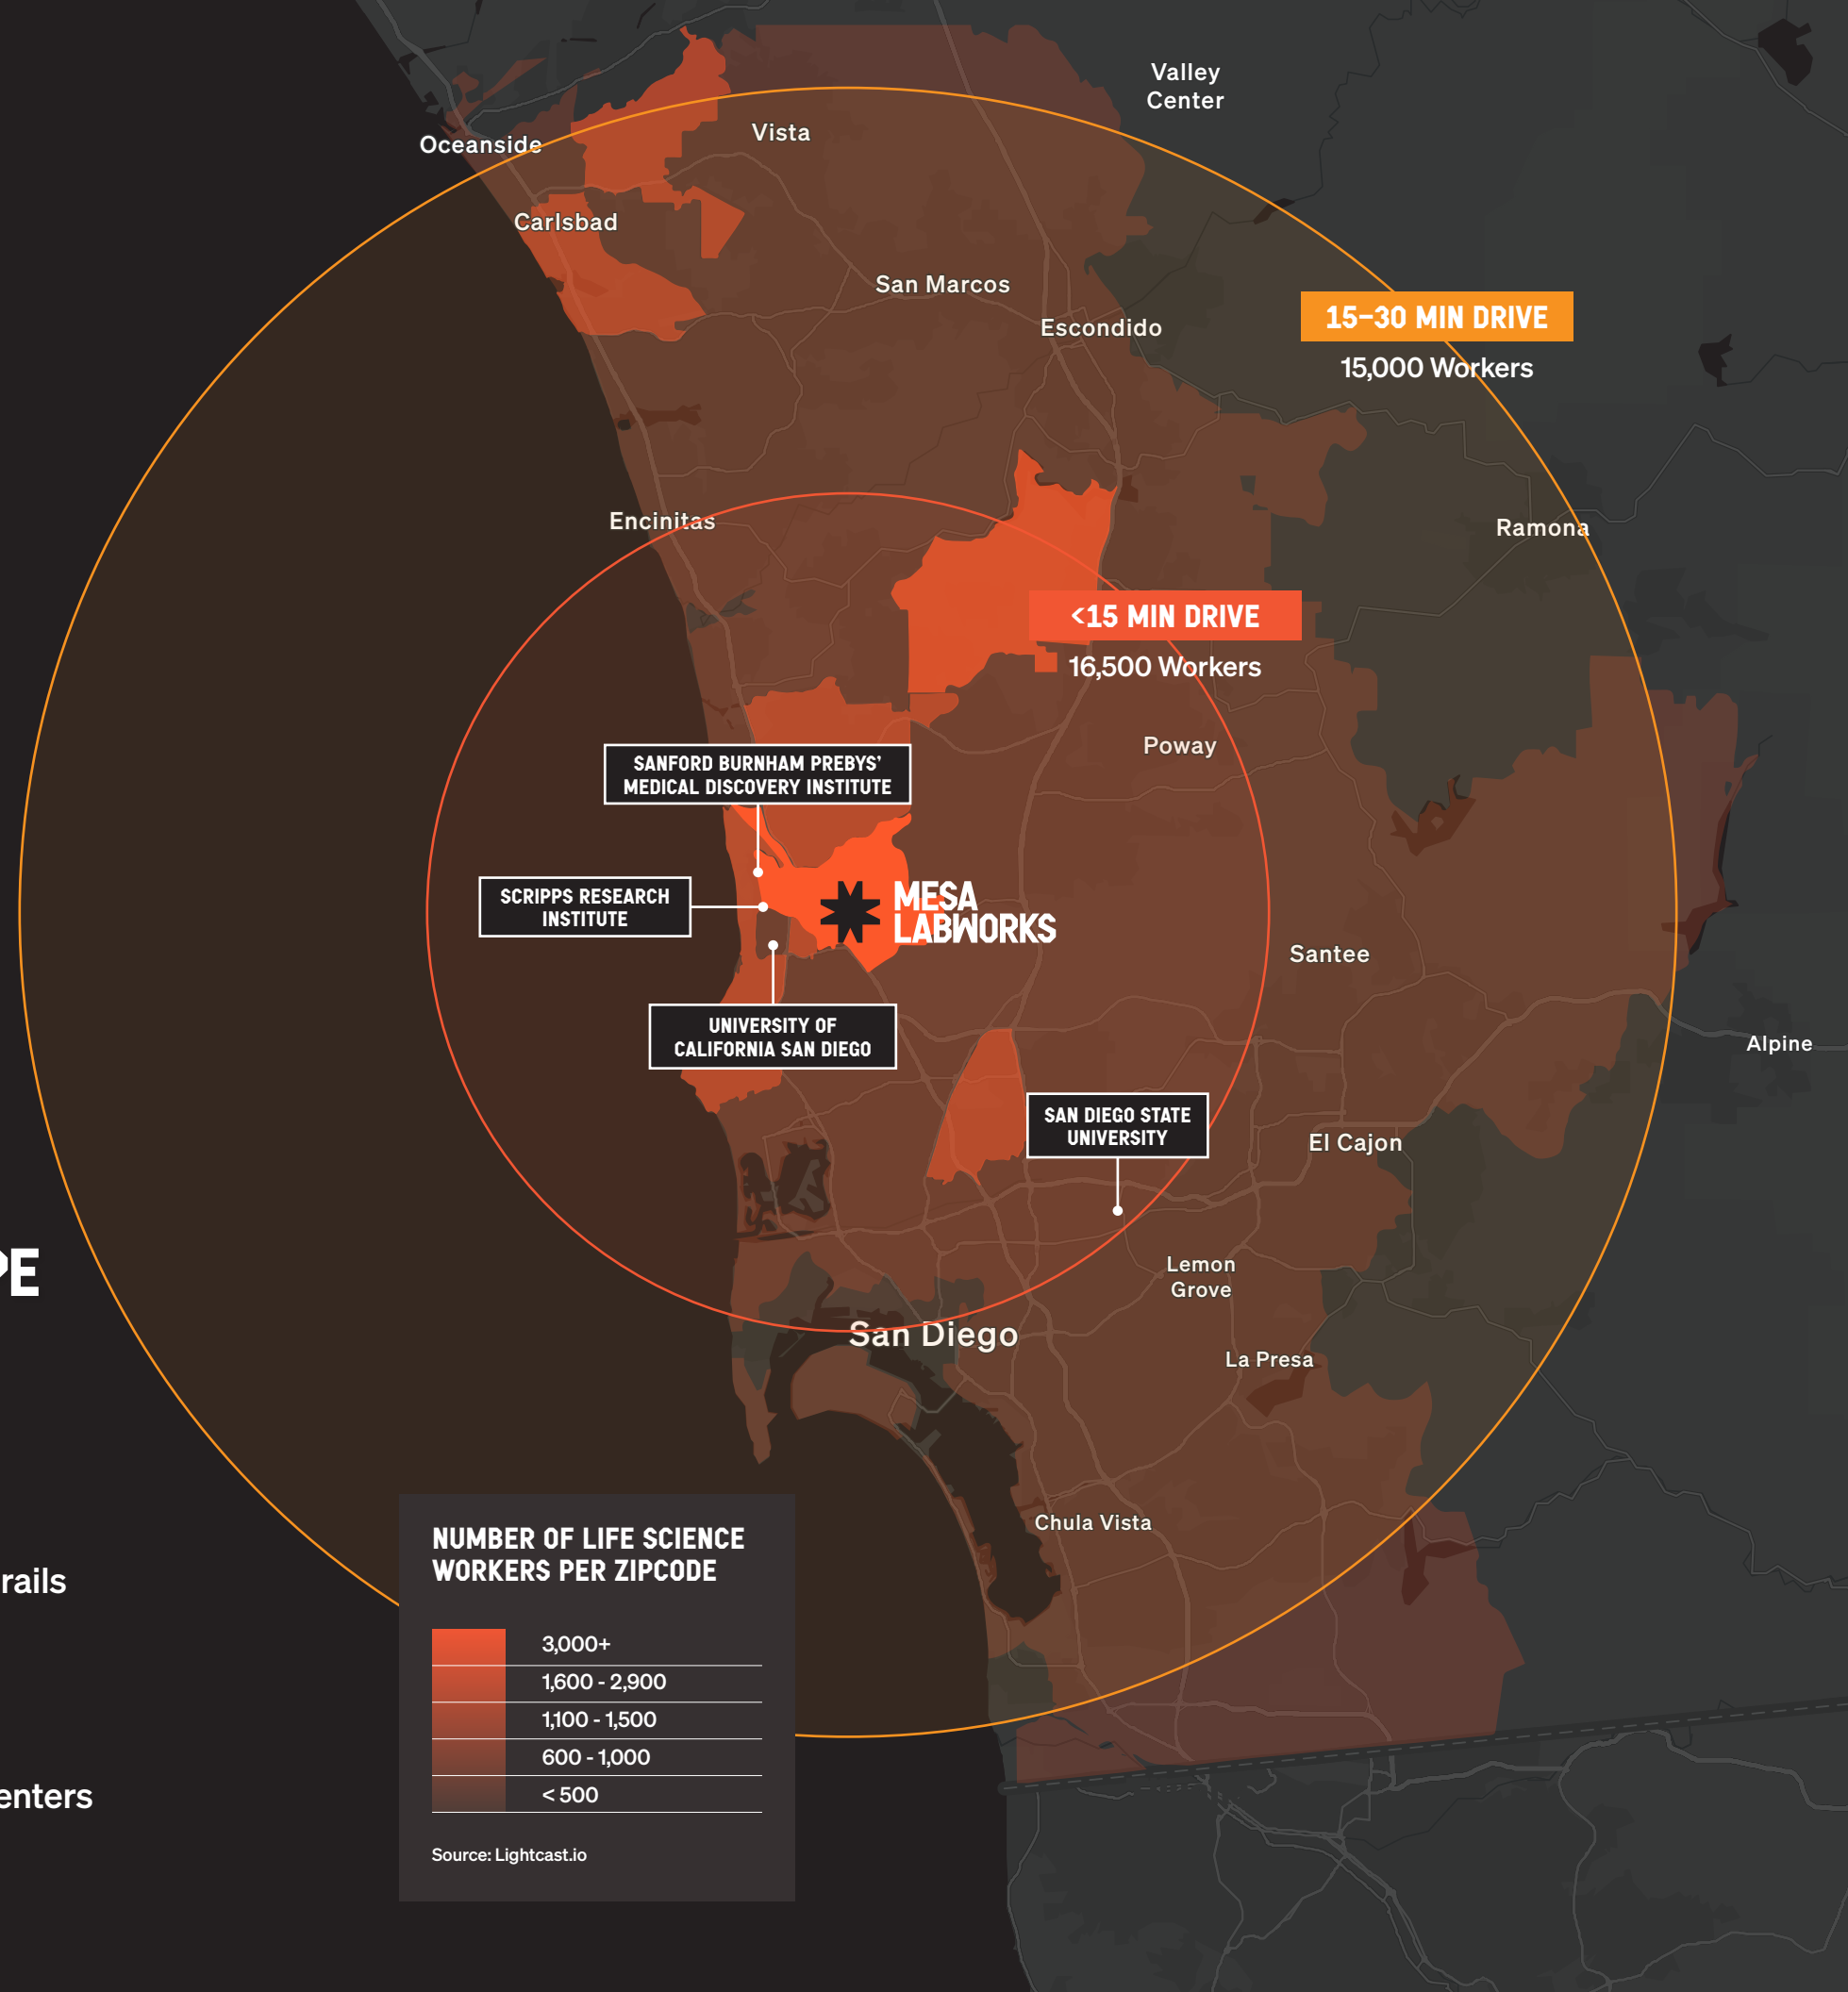 Valley
Center
Oceanside
Vista
Carlsbad
San Marcos
Escondido
15–30 MIN DRIVE
15,000 Workers
Encinitas
Ramona
<15 MIN DRIVE
16,500 Workers
Poway
SANFORD BURNHAM PREBYS’
MEDICAL DISCOVERY INSTITUTE
SCRIPPS RESEARCH
INSTITUTE
MESA
LABWORKS
Santee
UNIVERSITY OF
CALIFORNIA SAN DIEGO
Alpine
SAN DIEGO STATE
UNIVERSITY
El Cajon
PE
Lemon
Grove
San Diego
La Presa
Chula Vista
rails
enters
NUMBER OF LIFE SCIENCE
WORKERS PER ZIPCODE
3,000+
1,600 - 2,900
1,100 - 1,500
600 - 1,000
< 500
Source: Lightcast.io